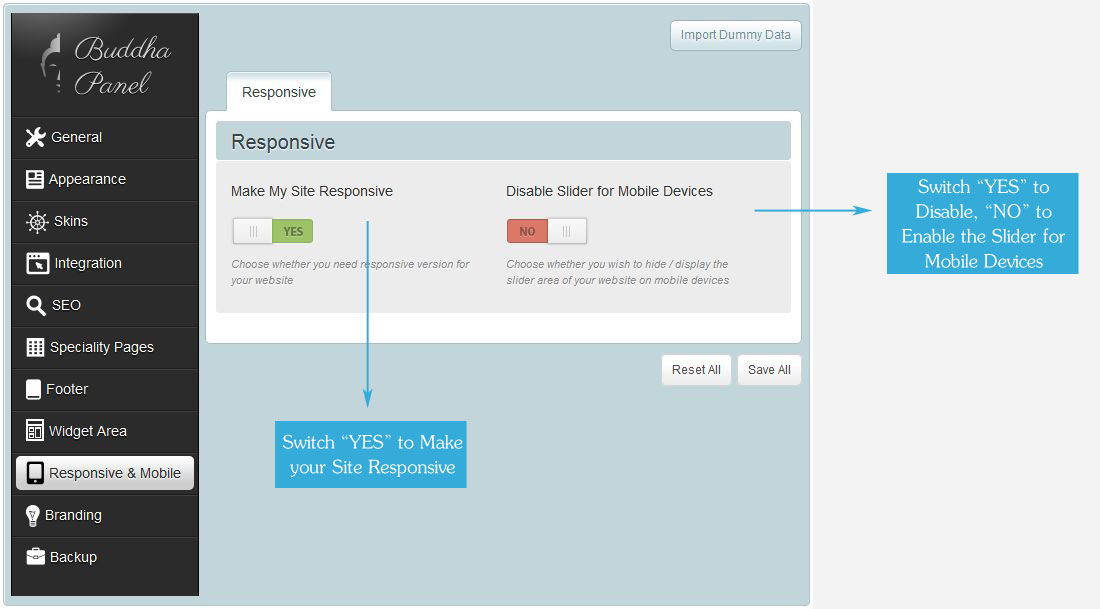 Buddha
Panel
General
Appearance
Skins
Integration
SEO
Speciality Pages
Footer
Widget Area
Responsive & Mobile
Branding
Backup
Import Dummy Data
Responsive
Responsive
Make My Site Responsive
YES
Choose whether you need responsive version for
your website
Disable Slider for Mobile Devices
NO
Choose whether you wish to hide / display the
slider area of your website on mobile devices
Reset All
Save All
Switch “YES” to
Disable, “NO” to
Enable the Slider for
Mobile Devices
Switch “YES” to Make
your Site Responsive